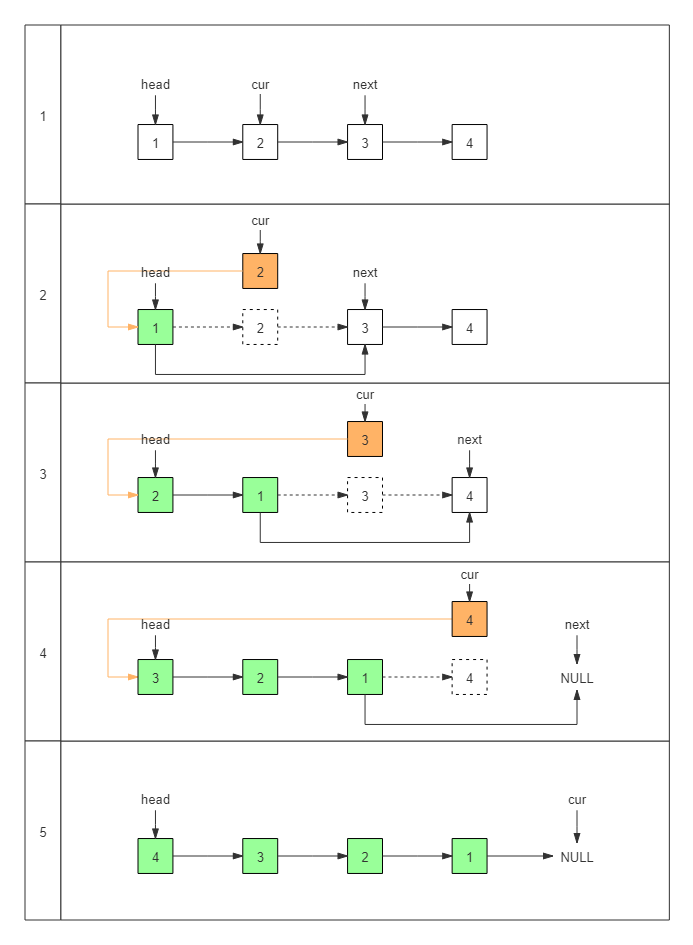 1
head cur next
1 2 3 4
2
cur
2
head next
1 2 3 4
3
cur
3
head next
2 1 3 4
4
cur
4
head next
3 2 1 4 NULL
5
head cur
4 3 2 1 NULL